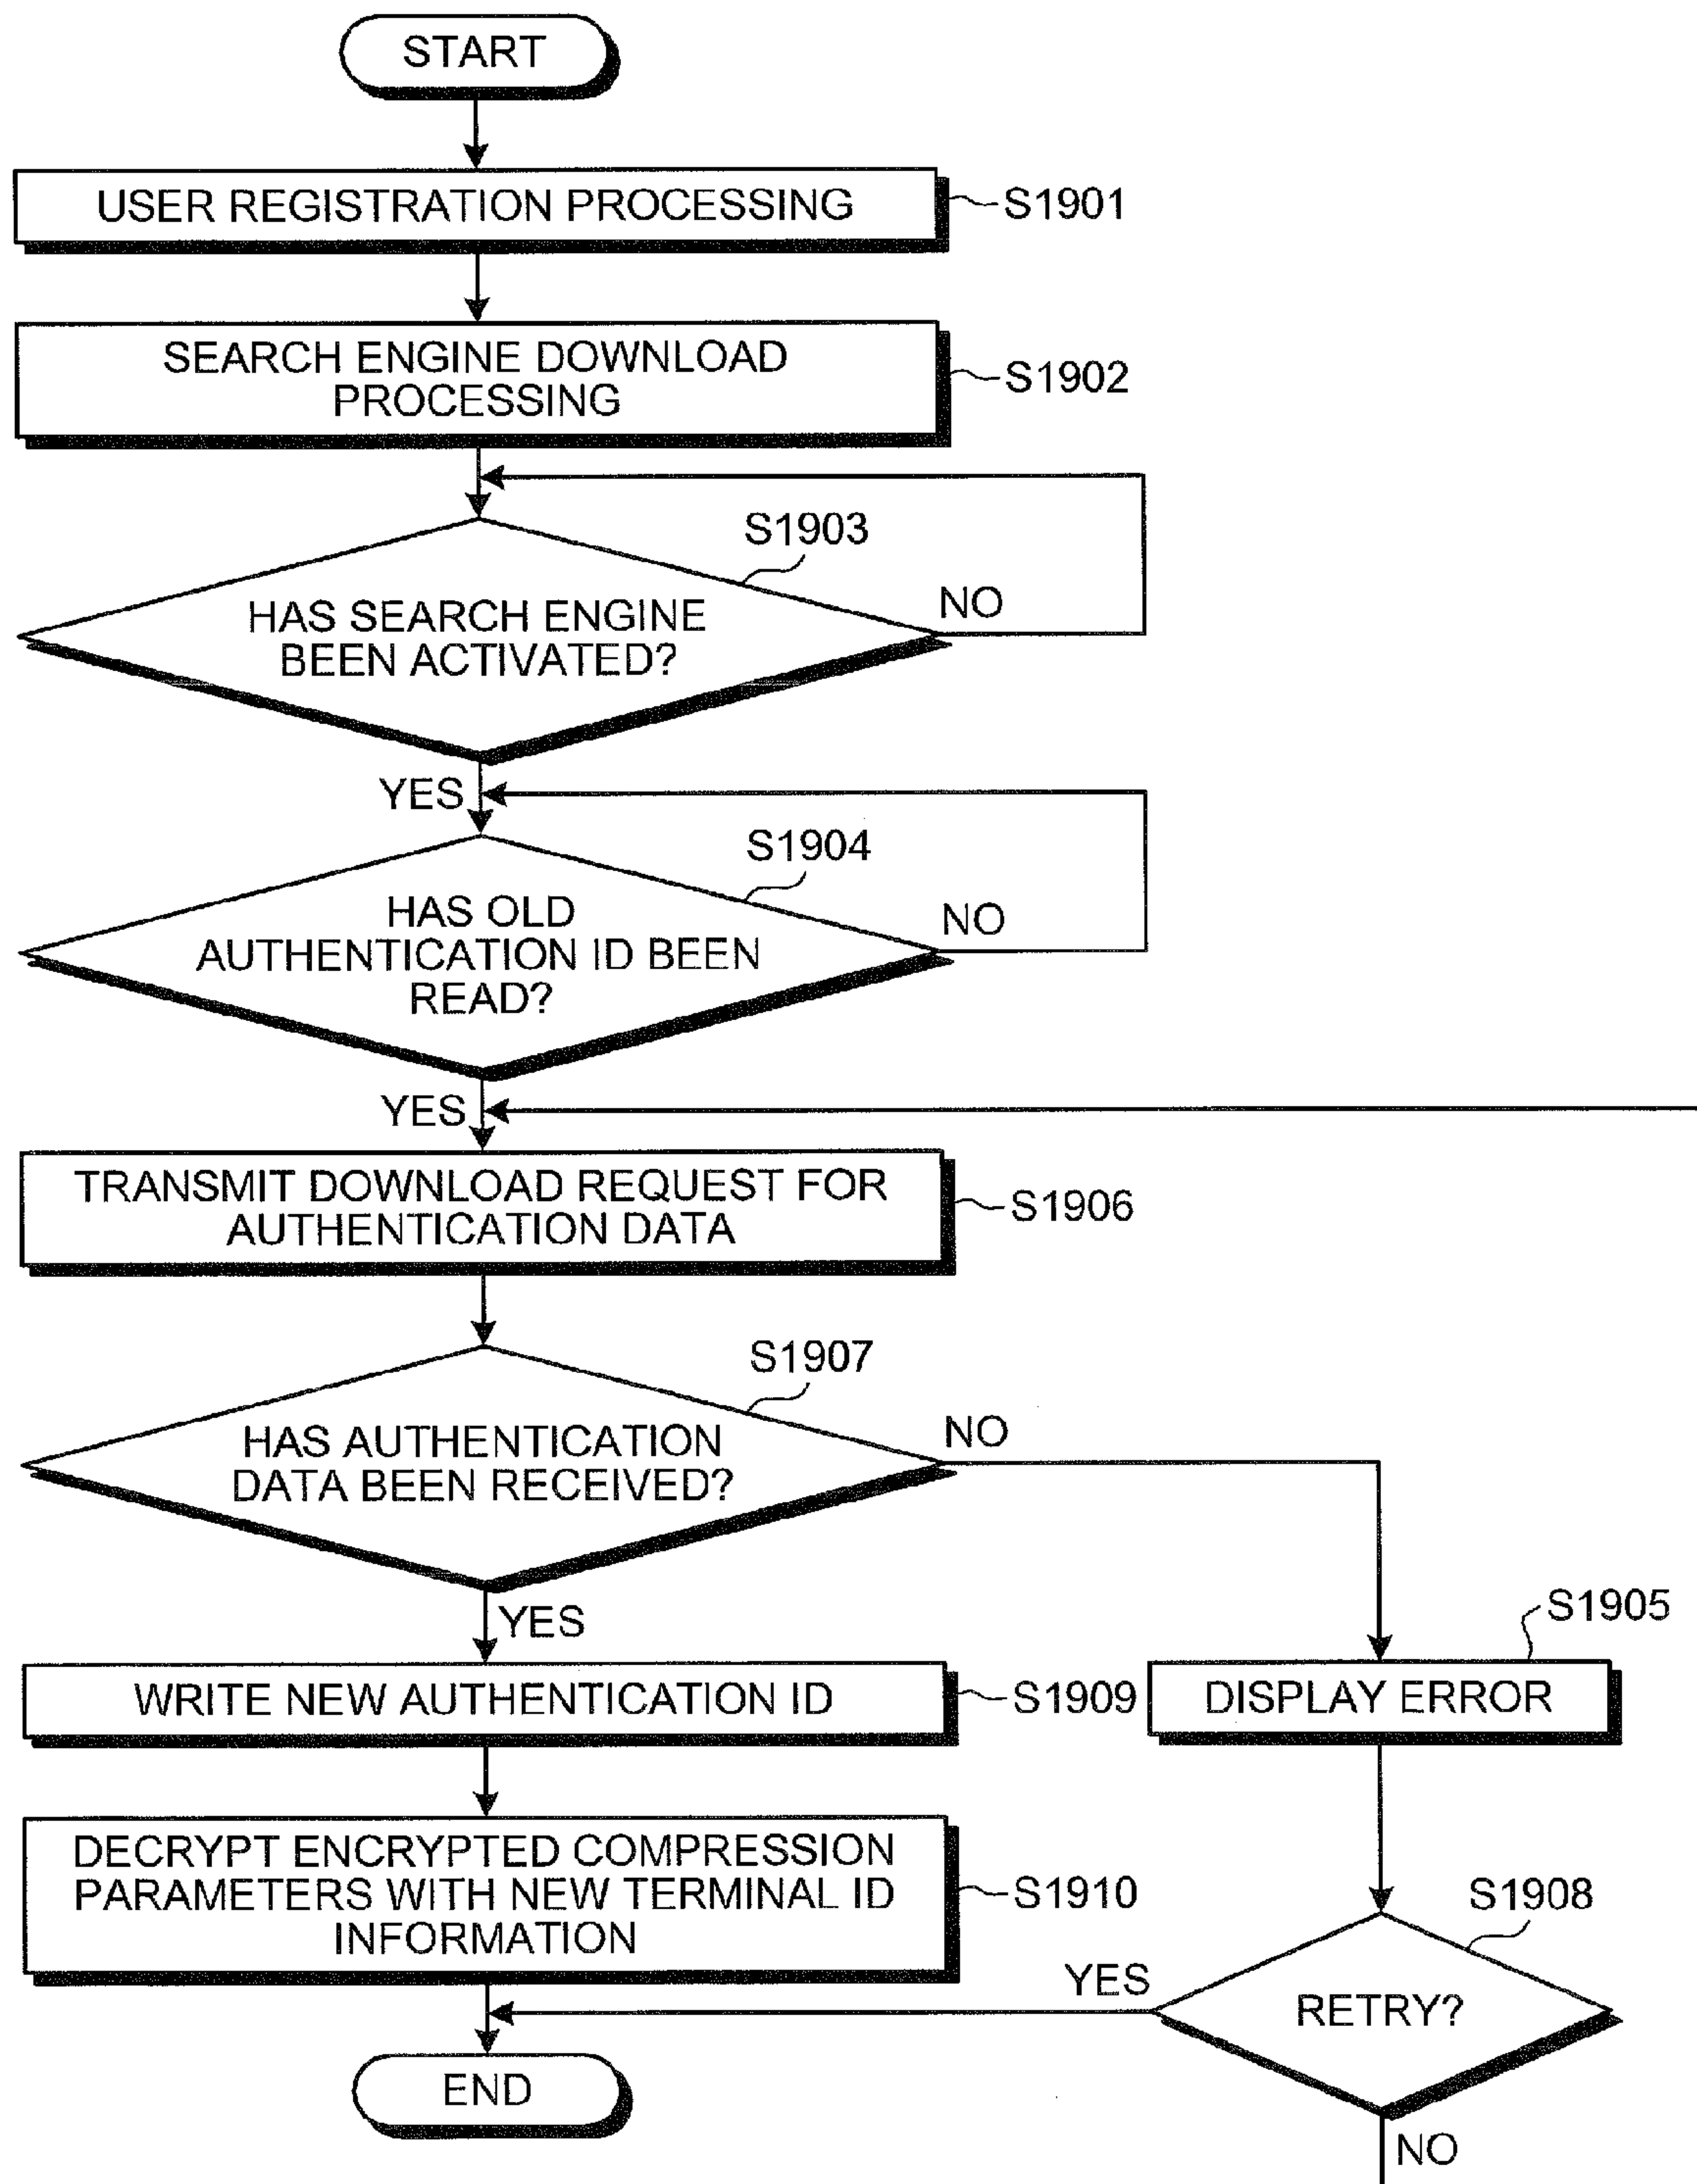 START
USER REGISTRATION PROCESSING
S1901
SEARCH ENGINE DOWNLOAD
PROCESSING
S1902
S1903
HAS SEARCH ENGINE
BEEN ACTIVATED?
NO
YES
S1904
HAS OLD
AUTHENTICATION ID BEEN
READ?
NO
YES
TRANSMIT DOWNLOAD REQUEST FOR
AUTHENTICATION DATA
S1906
S1907
HAS AUTHENTICATION
DATA BEEN RECEIVED?
NO
YES
S1905
WRITE NEW AUTHENTICATION ID
S1909
DISPLAY ERROR
DECRYPT ENCRYPTED COMPRESSION
PARAMETERS WITH NEW TERMINAL ID
INFORMATION
S1910
S1908
YES
RETRY?
END
NO